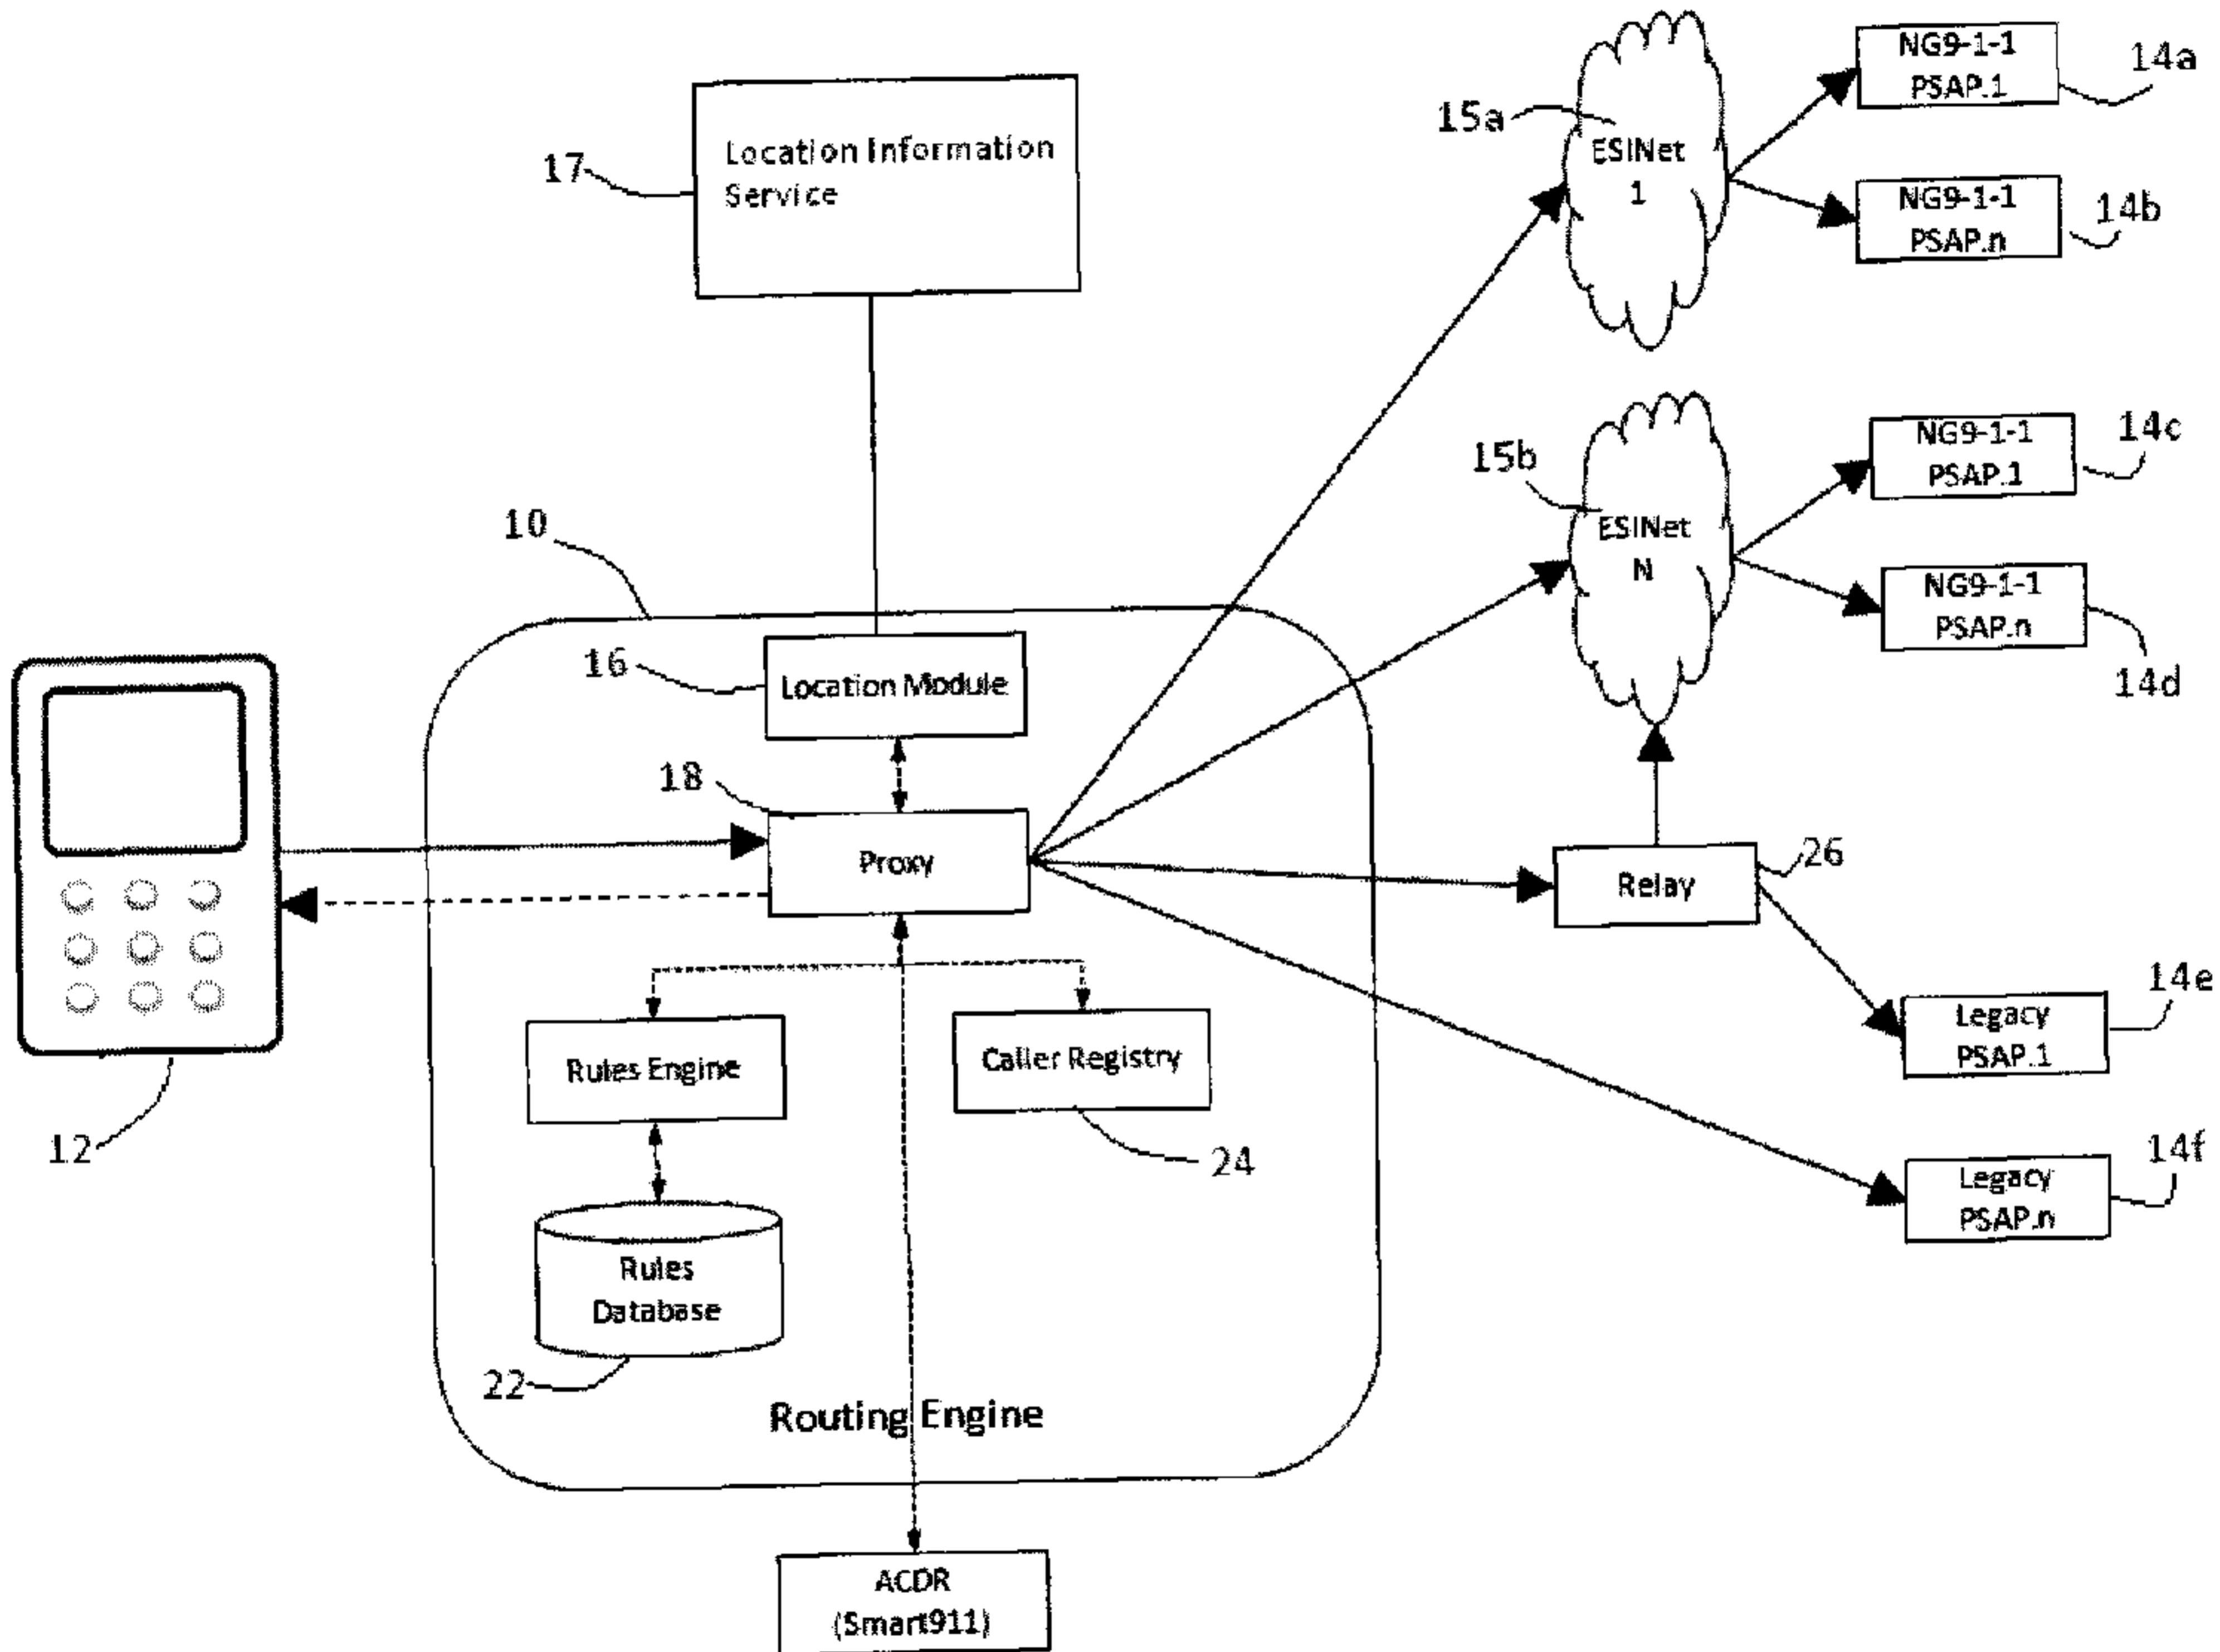 NG9-1-1
PSAP.1
14a
15a
ESINet
1
NG9-1-1
PSAP.n
14b
17
Location Information
Service
15b
ESINet
N
NG9-1-1
PSAP.1
14c
NG9-1-1
PSAP.n
14d
10
16
Location Module
18
Proxy
Relay
26
12
Rules Engine
Caller Registry
24
Legacy
PSAP.1
14e
Legacy
PSAP.n
14f
Rules
Database
22
Routing Engine
ACDR
(Smart911)